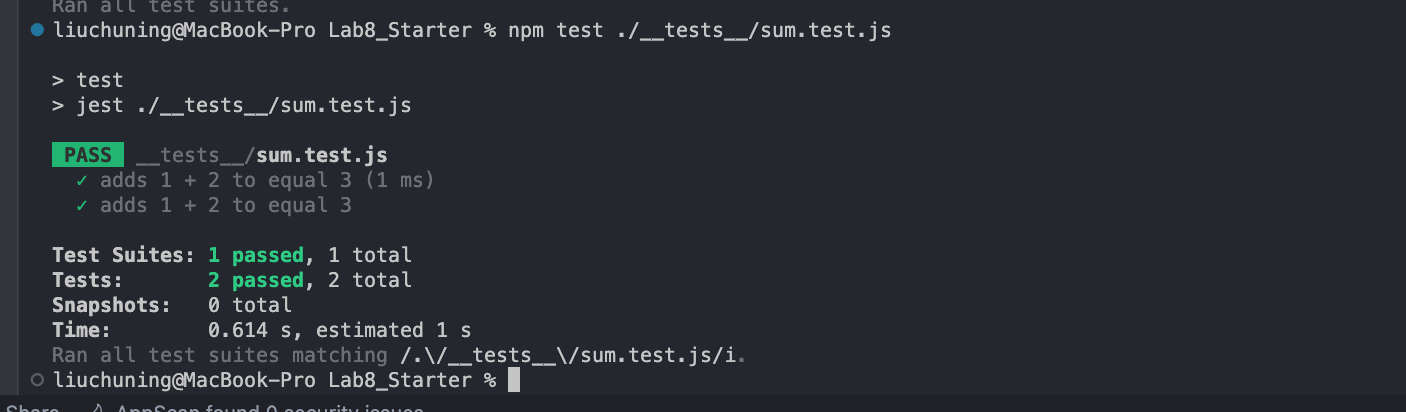 Ran all test suites.
liuchuning@MacBook-Pro Lab8_Starter % npm test ./__tests__/sum.test.js
> test
> jest ./__tests__/sum.test.js
PASS __tests__/sum.test.js
✓ adds 1 + 2 to equal 3 (1 ms)
✓ adds 1 + 2 to equal 3
Test Suites: 1 passed, 1 total
Tests: 2 passed, 2 total
Snapshots: 0 total
Time: 0.614 s, estimated 1 s
Ran all test suites matching /.\/__tests__\/sum.test.js/i.
liuchuning@MacBook-Pro Lab8_Starter %
Share AppScan found 0 security issues